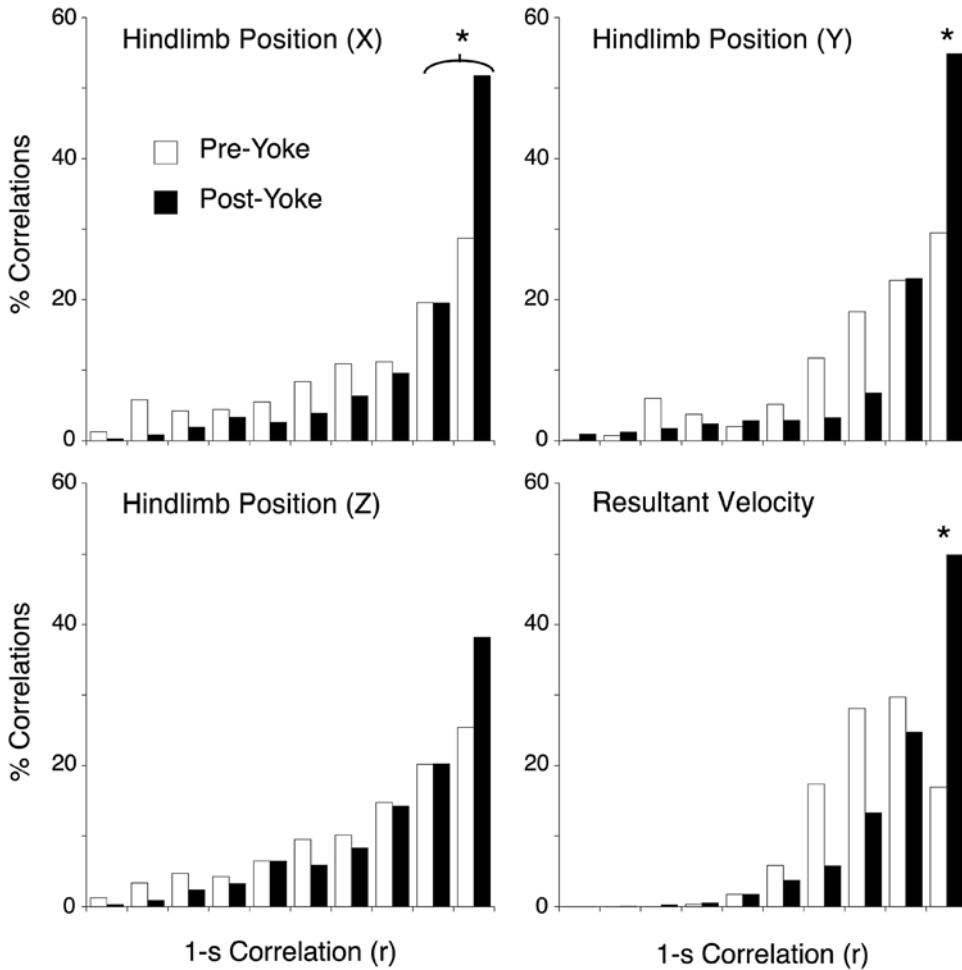 60
Hindlimb Position (X)
*
% Correlations
40
Pre-Yoke
Post-Yoke
20
0
60
Hindlimb Position (Y)
*
40
20
0
60
Hindlimb Position (Z)
% Correlations
40
20
0
1-s Correlation (r)
60
Resultant Velocity
*
40
20
0
1-s Correlation (r)